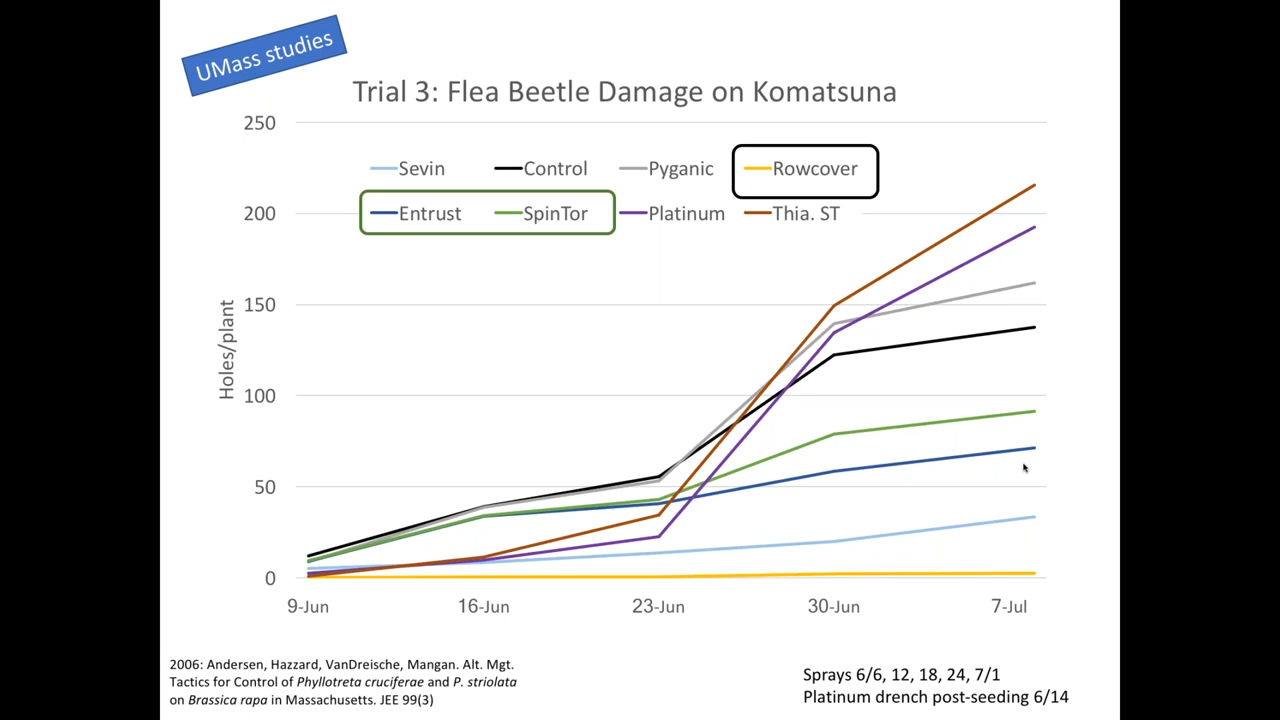 UMass studies
Trial 3: Flea Beetle Damage on Komatsuna
250
200
150
100
50
0
Holes/plant
Sevin Control Pyganic Rowcover
Entrust SpinTor Platinum Thia. ST
9-Jun 16-Jun 23-Jun 30-Jun 7-Jul
2006: Andersen, Hazzard, VanDreische, Mangan. Alt. Mgt.
Tactics for Control of Phyllotreta cruciferae and P. striolata
on Brassica rapa in Massachusetts. JEE 99(3)
Sprays 6/6, 12, 18, 24, 7/1
Platinum drench post-seeding 6/14